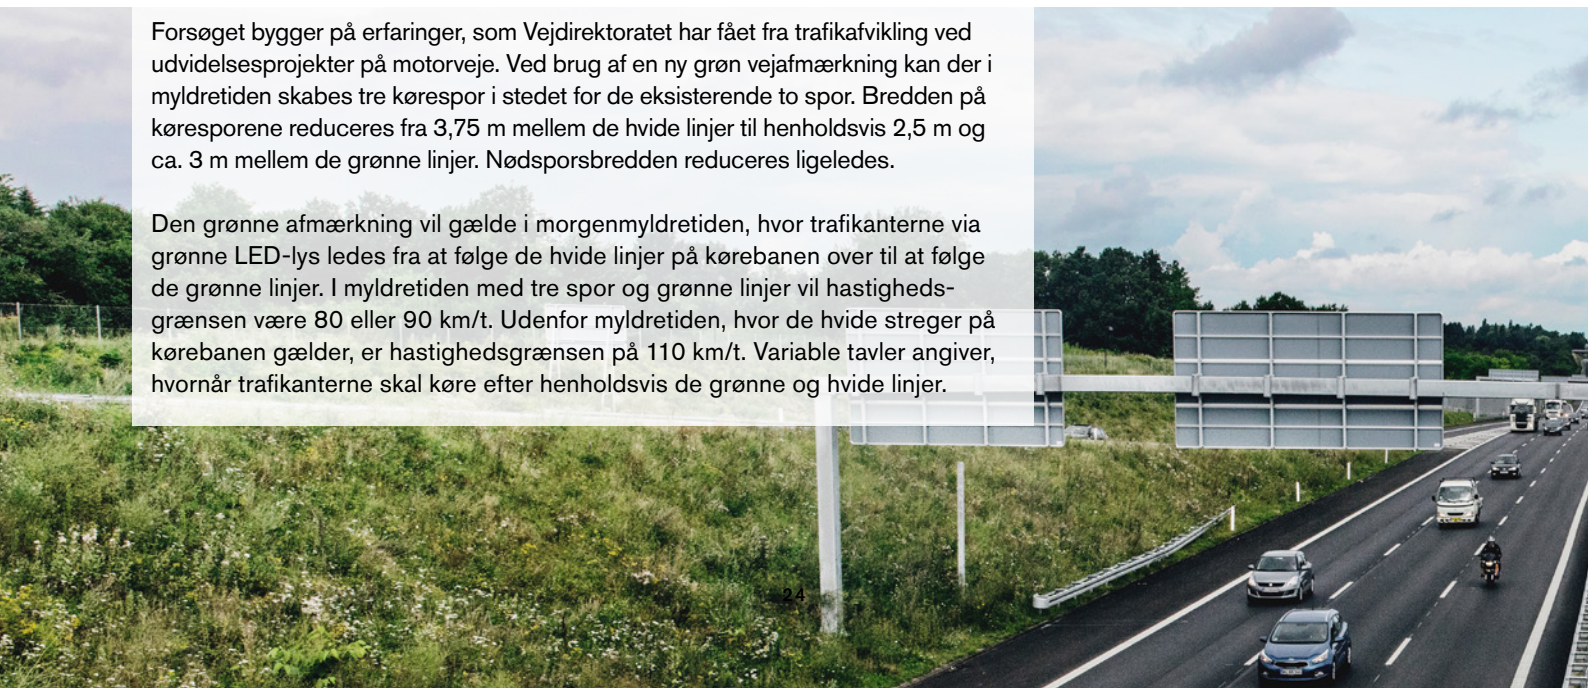 Forsøget bygger på erfaringer, som Vejdirektoratet har fået fra trafikafvikling ved
udvidelsesprojekter på motorveje. Ved brug af en ny grøn vejafmærkning kan der i
myldretiden skabes tre kørespor i stedet for de eksisterende to spor. Bredden på
køresporene reduceres fra 3,75 m mellem de hvide linjer til henholdsvis 2,5 m og
ca. 3 m mellem de grønne linjer. Nødsporsbredden reduceres ligeledes.
Den grønne afmærkning vil gælde i morgenmyldretiden, hvor trafikanterne via
grønne LED-lys ledes fra at følge de hvide linjer på kørebanen over til at følge
de grønne linjer. I myldretiden med tre spor og grønne linjer vil hastigheds-
grænsen være 80 eller 90 km/t. Udenfor myldretiden, hvor de hvide streger på
kørebanen gælder, er hastighedsgrænsen på 110 km/t. Variable tavler angiver,
hvornår trafikanterne skal køre efter henholdsvis de grønne og hvide linjer.
24